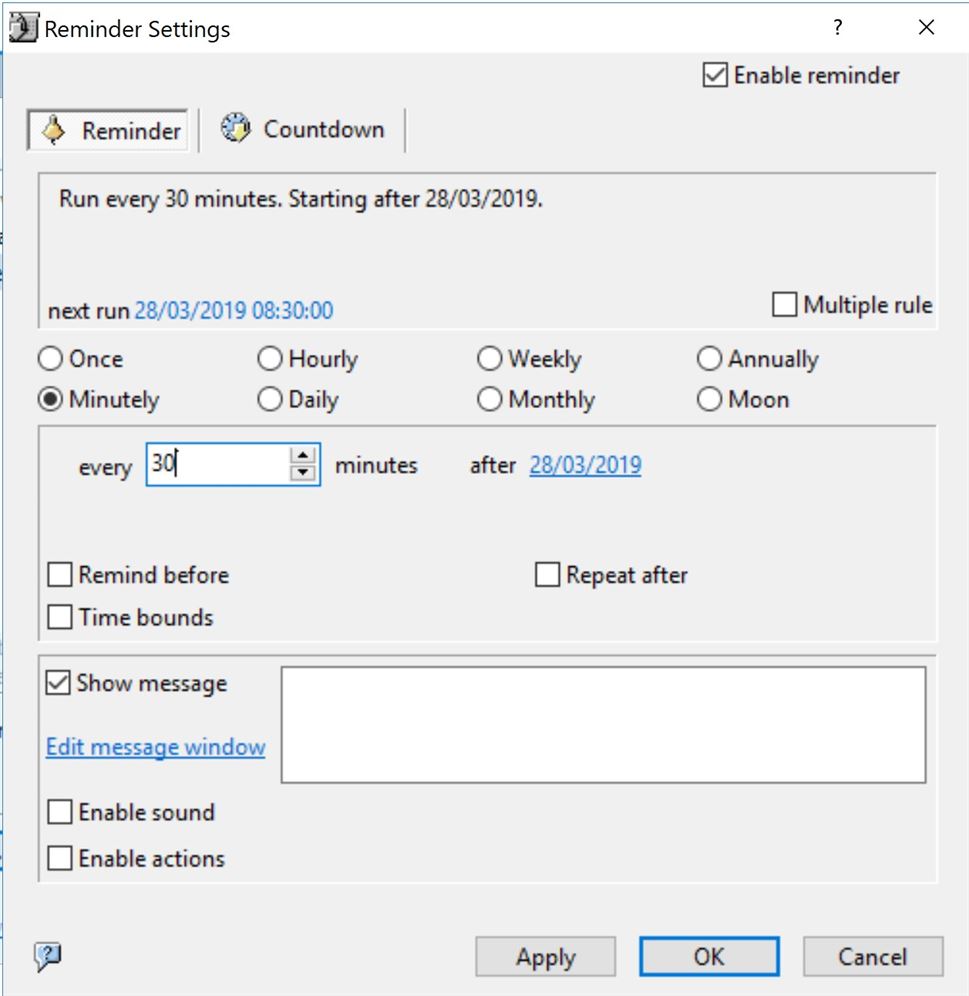 Reminder Settings ?
Enable reminder
Reminder Countdown
Run every 30 minutes. Starting after 28/03/2019.
next run 28/03/2019 08:30:00 Multiple rule
Once Hourly Weekly Annually
Minutely Daily Monthly Moon
every 30 minutes after 28/03/2019
Remind before Repeat after
Time bounds
Show message
Edit message window
Enable sound
Enable actions
? Apply OK Cancel